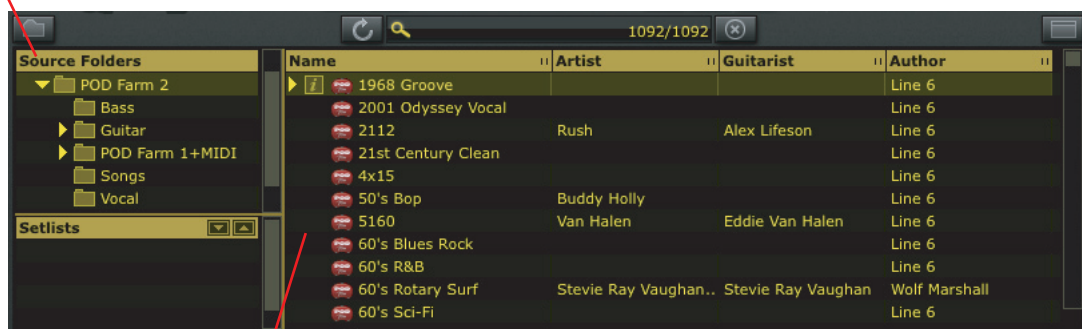 1092/1092
Source Folders
POD Farm 2
Bass
Guitar
POD Farm 1+MIDI
Songs
Vocal
Setlists
Name Artist Guitarist Author
i 1968 Groove Line 6
2001 Odyssey Vocal Line 6
2112 Rush Alex Lifeson Line 6
21st Century Clean Line 6
4x15 Line 6
50's Bop Buddy Holly Line 6
5160 Van Halen Eddie Van Halen Line 6
60's Blues Rock Line 6
60's R&B Line 6
60's Rotary Surf Stevie Ray Vaughan.. Stevie Ray Vaughan Wolf Marshall
60's Sci-Fi Line 6